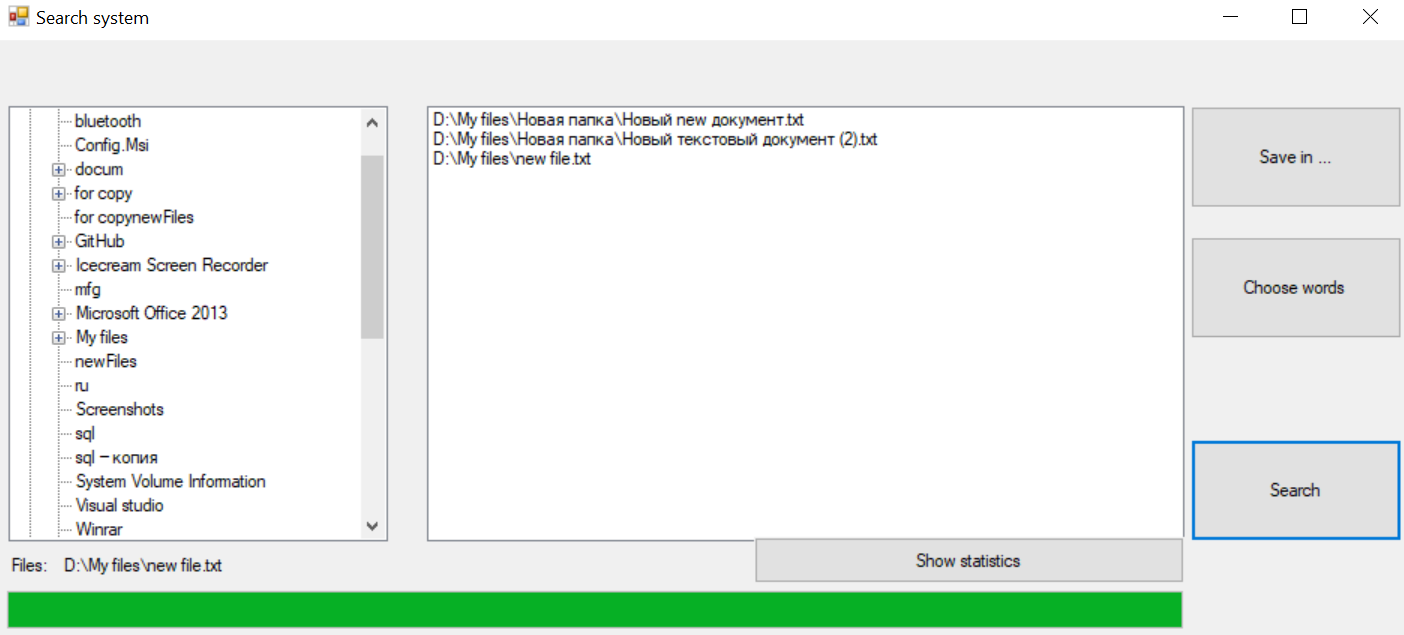 Search system
bluetooth
Config.Msi
docum
for copy
for copynewFiles
GitHub
Icecream Screen Recorder
mfg
Microsoft Office 2013
My files
newFiles
ru
Screenshots
sql
sql – копия
System Volume Information
Visual studio
Winrar
D:\My files\Новая папка\Новый new документ.txt
D:\My files\Новая папка\Новый текстовый документ (2).txt
D:\My files\new file.txt
Save in ...
Choose words
Search
Files: D:\My files\new file.txt
Show statistics